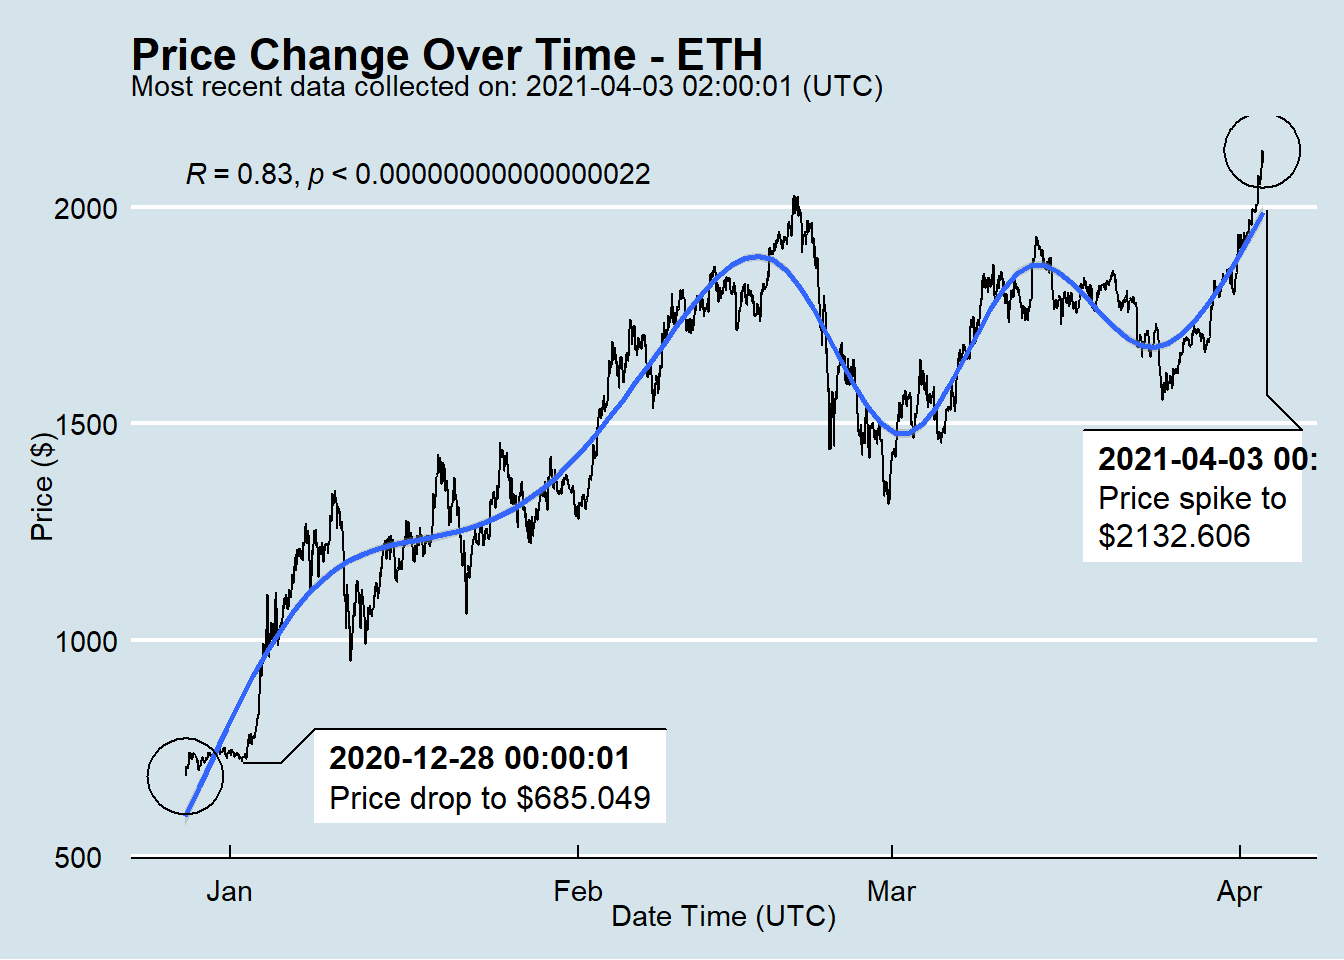 Price Change Over Time - ETH
Most recent data collected on: 2021-04-03 02:00:01 (UTC)
R = 0.83, p < 0.00000000000000022
2000
1500
1000
500
Price ($)
2021-04-03 00:
Price spike to
$2132.606
2020-12-28 00:00:01
Price drop to $685.049
Jan
Feb
Mar
Apr
Date Time (UTC)